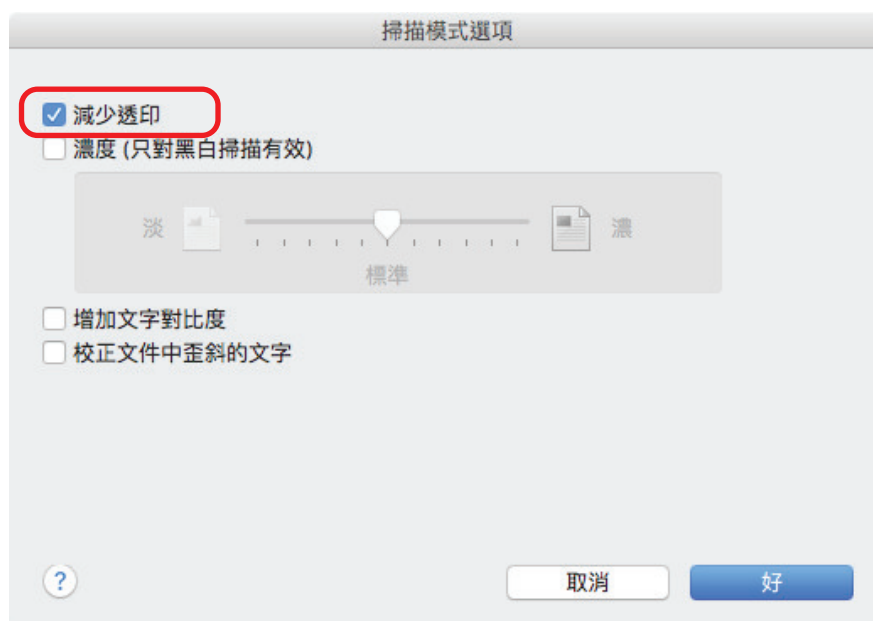 掃描模式選項
減少透印
濃度 (只對黑白掃描有效)
淡 濃
標準
增加文字對比度
校正文件中歪斜的文字
? 取消 好